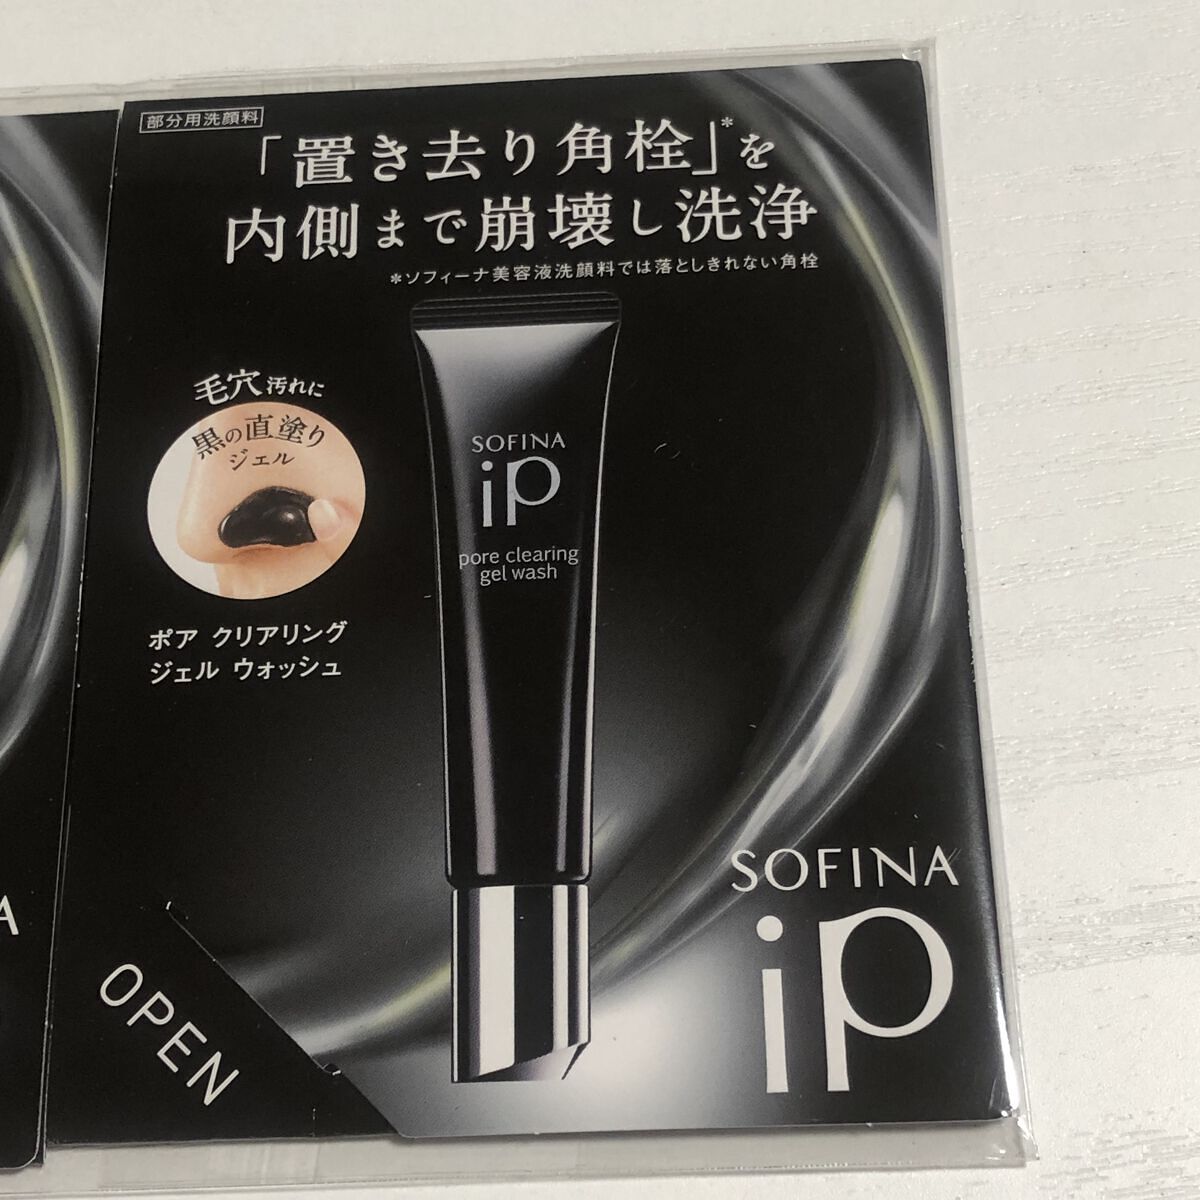 部分用洗顔料
「置き去り角栓」*を
内側まで崩壊し洗浄
*ソフィーナ美容液洗顔料では落としきれない角栓
毛穴汚れに
黒の直塗り
ジェル
ポア クリアリング
ジェル ウォッシュ
SOFINA
iP
pore clearing
gel wash
SOFINA
iP
OPEN
A